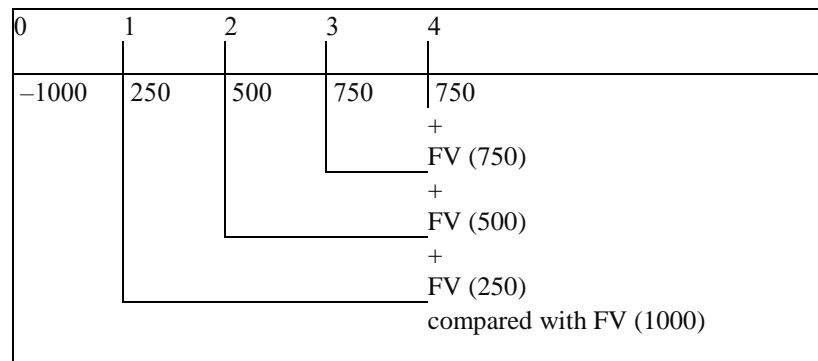 0 1 2 3 4
–1000 250 500 750 750
+
FV (750)
+
FV (500)
+
FV (250)
compared with FV (1000)